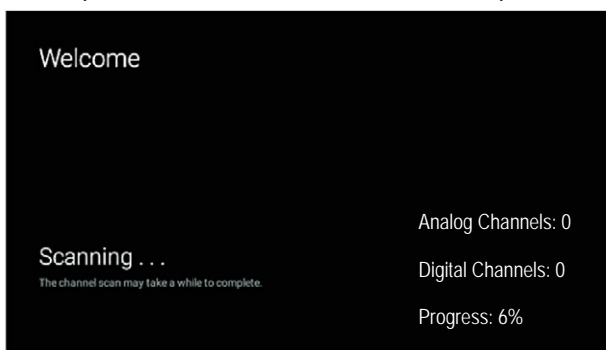 Welcome
Scanning . . .
The channel scan may take a while to complete.
Analog Channels: 0
Digital Channels: 0
Progress: 6%